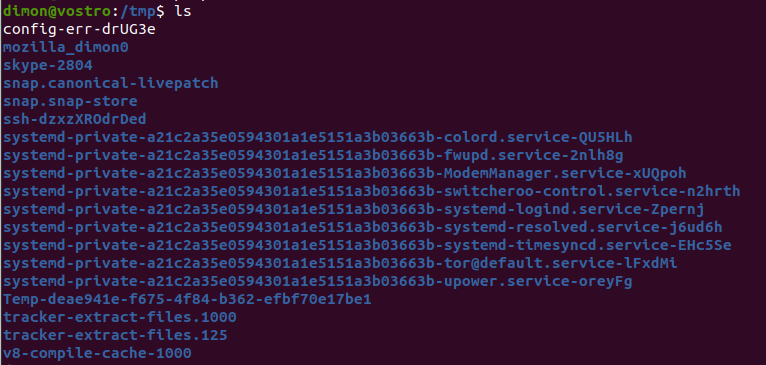 dimon@vostro:/tmp$ ls
config-err-drUG3e
mozilla_dimon0
skype-2804
snap.canonical-livepatch
snap.snap-store
ssh-dzxzXROdrDed
systemd-private-a21c2a35e0594301a1e5151a3b03663b-colord.service-QU5HLh
systemd-private-a21c2a35e0594301a1e5151a3b03663b-fwupd.service-2nlh8g
systemd-private-a21c2a35e0594301a1e5151a3b03663b-ModemManager.service-xUQpoh
systemd-private-a21c2a35e0594301a1e5151a3b03663b-switcheroo-control.service-n2hrth
systemd-private-a21c2a35e0594301a1e5151a3b03663b-systemd-logind.service-Zpernj
systemd-private-a21c2a35e0594301a1e5151a3b03663b-systemd-resolved.service-j6ud6h
systemd-private-a21c2a35e0594301a1e5151a3b03663b-systemd-timesyncd.service-EHc5Se
systemd-private-a21c2a35e0594301a1e5151a3b03663b-tor@default.service-lFxdMi
systemd-private-a21c2a35e0594301a1e5151a3b03663b-upower.service-oreyFg
Temp-deae941e-f675-4f84-b362-efbf70e17be1
tracker-extract-files.1000
tracker-extract-files.125
v8-compile-cache-1000